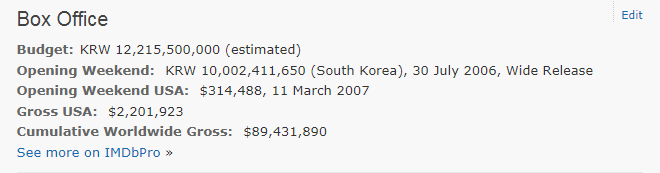 Box Office
Edit
Budget: KRW 12,215,500,000 (estimated)
Opening Weekend: KRW 10,002,411,650 (South Korea), 30 July 2006, Wide Release
Opening Weekend USA: $314,488, 11 March 2007
Gross USA: $2,201,923
Cumulative Worldwide Gross: $89,431,890
See more on IMDbPro »